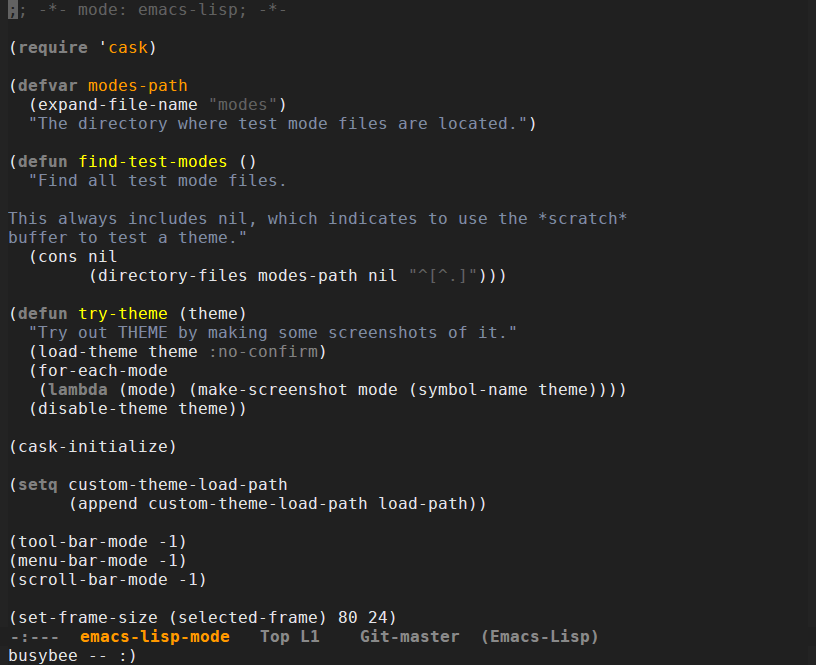 ;; -*- mode: emacs-lisp; -*-

(require 'cask)

(defvar modes-path
  (expand-file-name "modes")
  "The directory where test mode files are located.")

(defun find-test-modes ()
  "Find all test mode files.

This always includes nil, which indicates to use the *scratch*
buffer to test a theme."
  (cons nil
        (directory-files modes-path nil "^[^.]")))

(defun try-theme (theme)
  "Try out THEME by making some screenshots of it."
  (load-theme theme :no-confirm)
  (for-each-mode
   (lambda (mode) (make-screenshot mode (symbol-name theme))))
  (disable-theme theme))

(cask-initialize)

(setq custom-theme-load-path
      (append custom-theme-load-path load-path))

(tool-bar-mode -1)
(menu-bar-mode -1)
(scroll-bar-mode -1)

(set-frame-size (selected-frame) 80 24)
-:---  emacs-lisp-mode   Top L1    Git-master  (Emacs-Lisp)
busybee -- :)